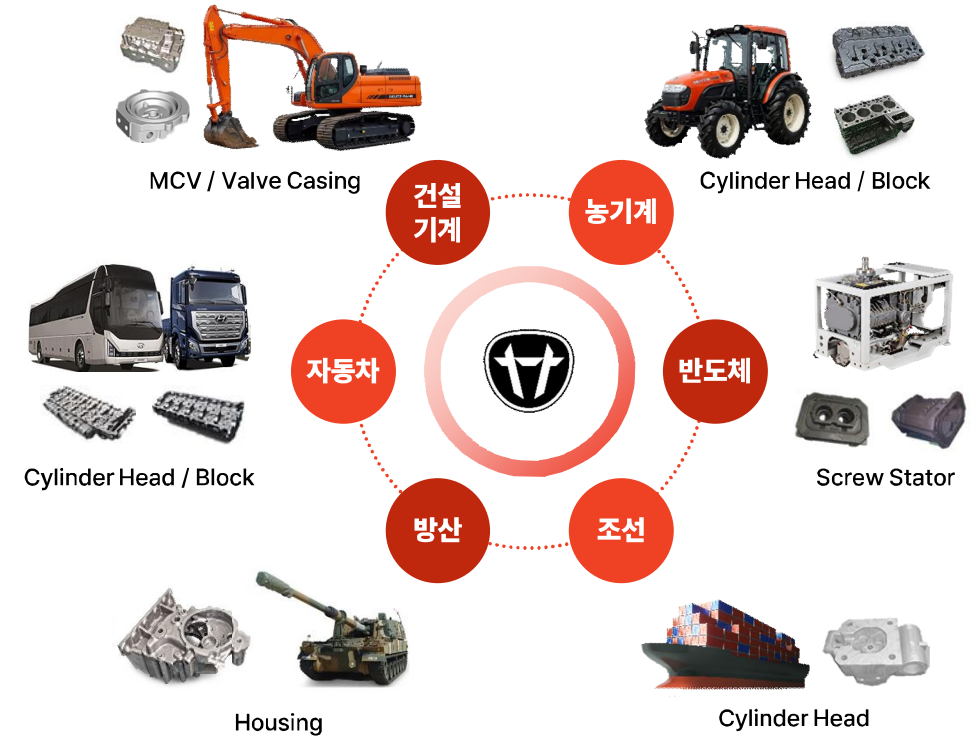 MCV / Valve Casing
Cylinder Head / Block
건설
기계
농기계
자동차
반도체
Cylinder Head / Block
Screw Stator
방산
조선
Housing
Cylinder Head